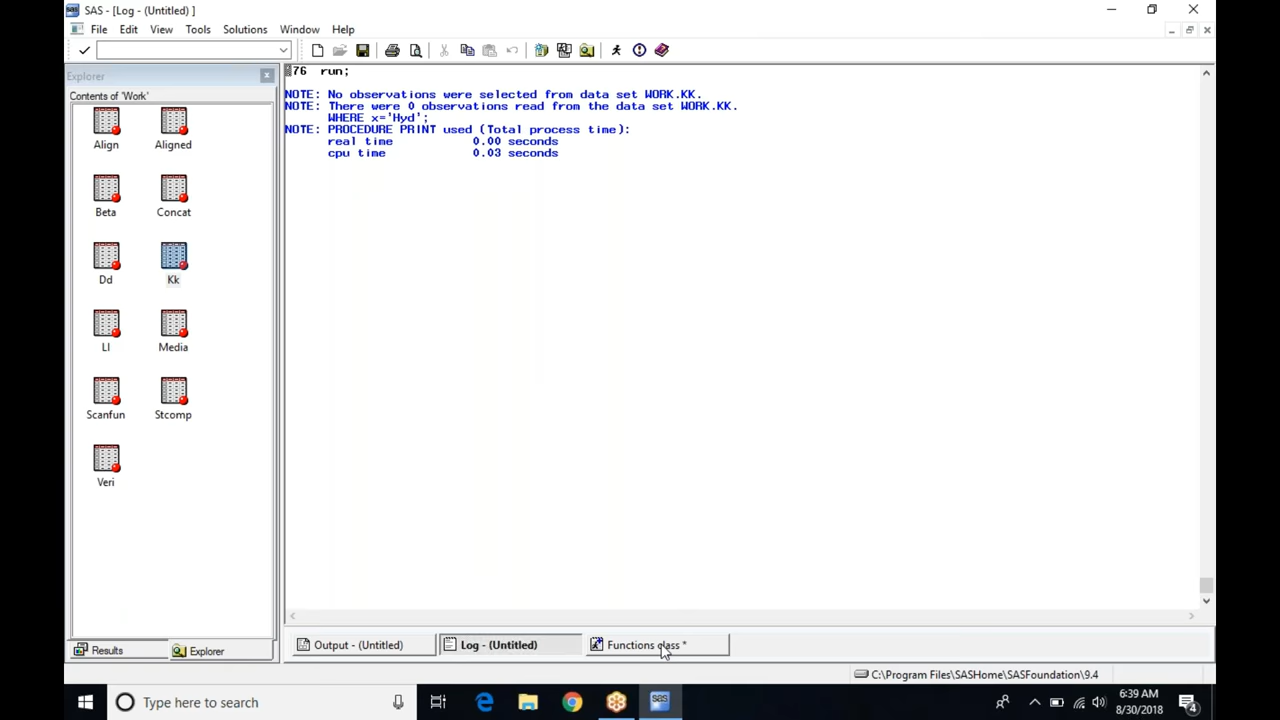 SAS - [Log - (Untitled) ]
File Edit View Tools Solutions Window Help
Explorer
Contents of 'Work'
Align Aligned
Beta Concat
Dd Kk
Ll Media
Scanfun Stcomp
Veri
76 run;
NOTE: No observations were selected from data set WORK.KK.
NOTE: There were 0 observations read from the data set WORK.KK.
WHERE x='Hyd';
NOTE: PROCEDURE PRINT used (Total process time):
real time 0.00 seconds
cpu time 0.03 seconds
Results Explorer
Output - (Untitled) Log - (Untitled) Functions class *
C:\Program Files\SASHome\SASFoundation\9.4
Type here to search
6:39 AM
8/30/2018
4